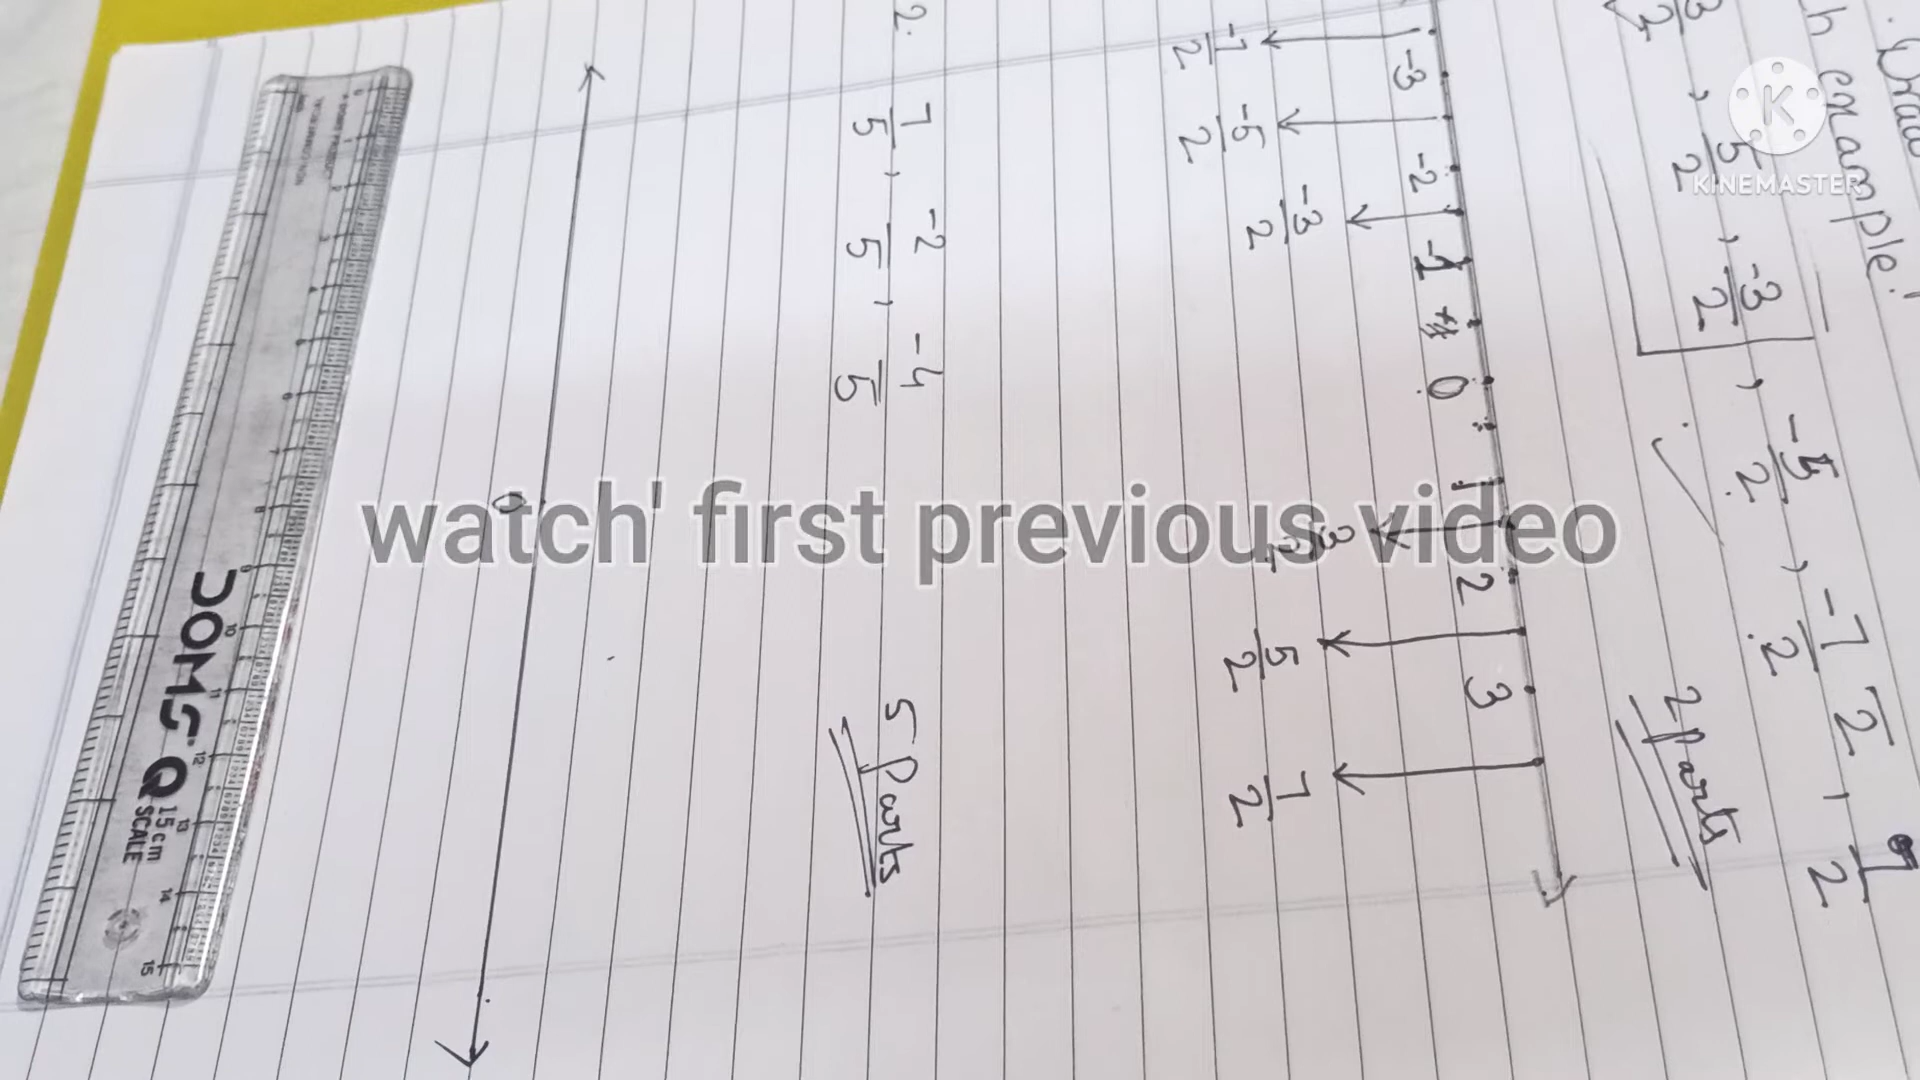 h example.
3/2 , 5/2 , -3/2 , -5/2 , -7/2 , 7/2
2 Parts
-3 -2 -1 0 1 2 3
-7/2 -5/2 -3/2 3/2 5/2 7/2
2. 7/5 , -2/5 , -4/5
5 Parts
0
KINEMASTER
watch' first previous video
DOMS Q 15 cm SCALE